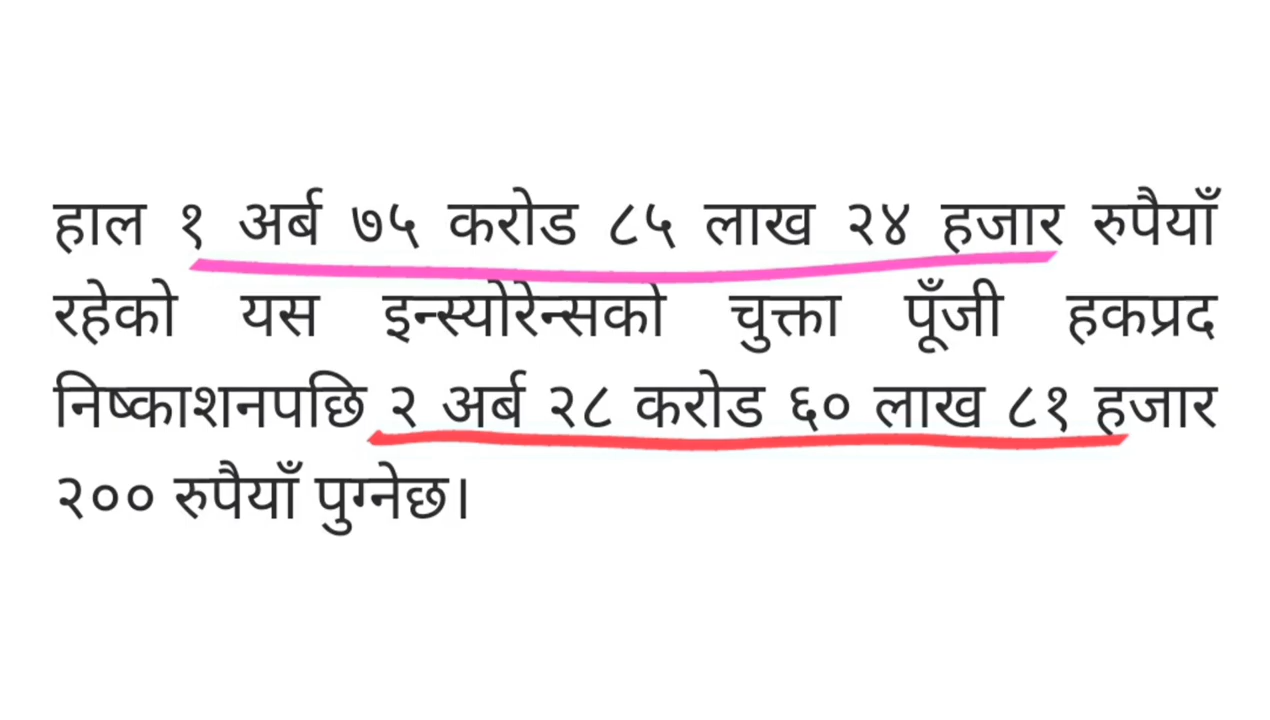 हाल १ अर्ब ७५ करोड ८५ लाख २४ हजार रुपैयाँ
रहेको यस इन्स्योरेन्सको चुक्ता पूँजी हकप्रद
निष्काशनपछि २ अर्ब २८ करोड ६० लाख ८१ हजार
२०० रुपैयाँ पुग्नेछ।